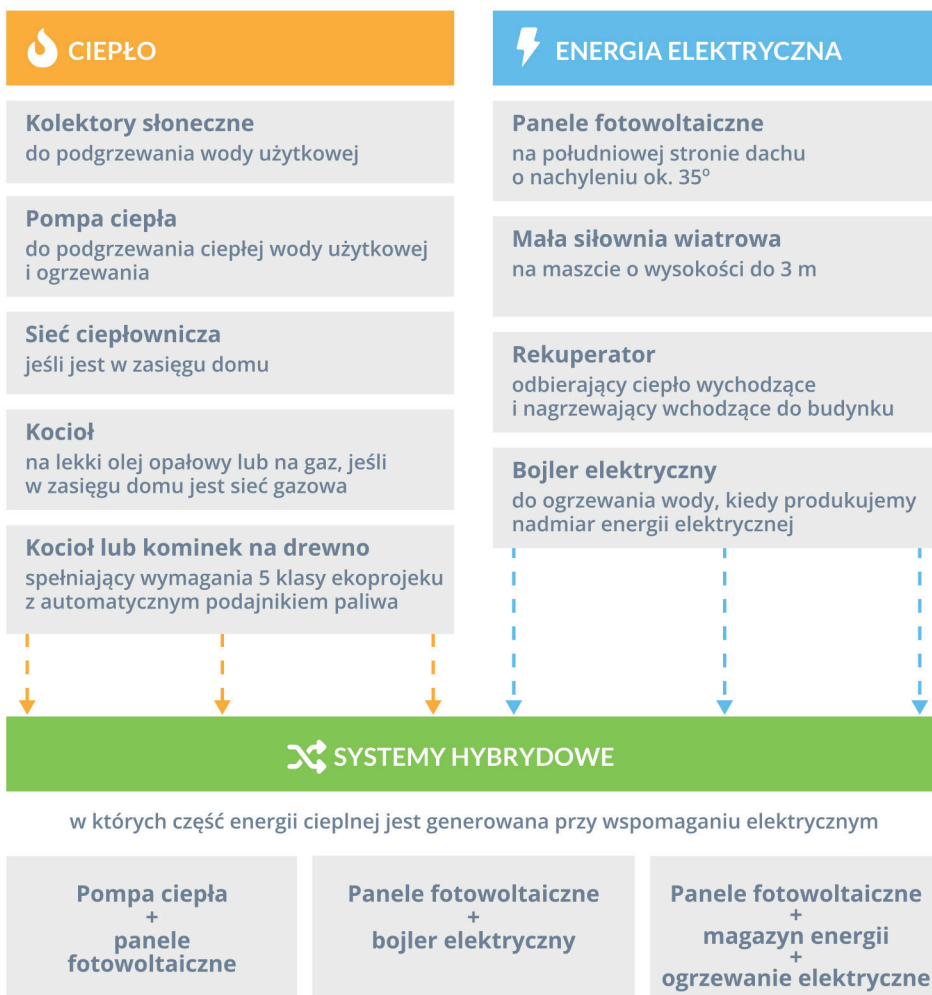 CIEPŁO
Kolektory słoneczne
do podgrzewania wody użytkowej
Pompa ciepła
do podgrzewania ciepłej wody użytkowej
i ogrzewania
Sieć ciepłownicza
jeśli jest w zasięgu domu
Kocioł
na lekki olej opałowy lub na gaz, jeśli
w zasięgu domu jest sieć gazowa
Kocioł lub kominek na drewno
spełniający wymagania 5 klasy ekoprojeku
z automatycznym podajnikiem paliwa
ENERGIA ELEKTRYCZNA
Panele fotowoltaiczne
na południowej stronie dachu
o nachyleniu ok. 35º
Mała siłownia wiatrowa
na maszcie o wysokości do 3 m
Rekuperator
odbierający ciepło wychodzące
i nagrzewający wchodzące do budynku
Bojler elektryczny
do ogrzewania wody, kiedy produkujemy
nadmiar energii elektrycznej
SYSTEMY HYBRYDOWE
w których część energii cieplnej jest generowana przy wspomaganiu elektrycznym
Pompa ciepła
+
panele
fotowoltaiczne
Panele fotowoltaiczne
+
bojler elektryczny
Panele fotowoltaiczne
+
magazyn energii
+
ogrzewanie elektryczne